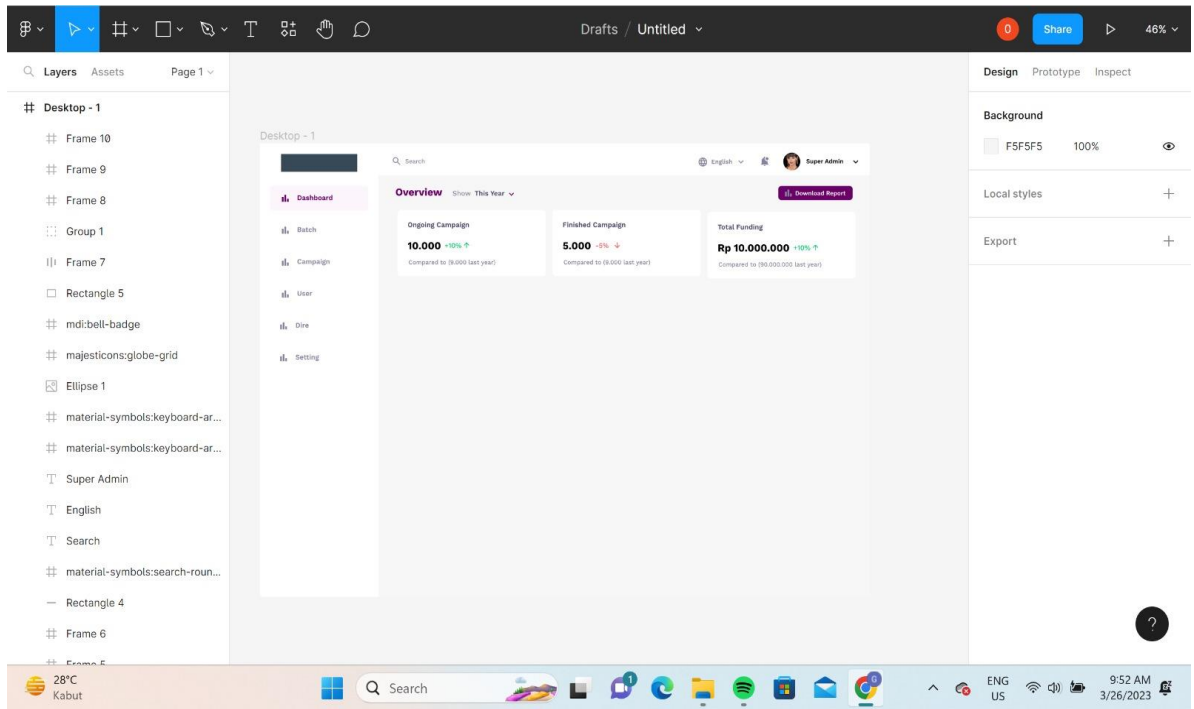 Drafts / Untitled
0
Share
46%
Layers Assets Page 1
Desktop - 1
Frame 10
Frame 9
Frame 8
Group 1
Frame 7
Rectangle 5
mdi:bell-badge
majesticons:globe-grid
Ellipse 1
material-symbols:keyboard-ar...
material-symbols:keyboard-ar...
Super Admin
English
Search
material-symbols:search-roun...
Rectangle 4
Frame 6
Frame 5
Desktop - 1
Search English Super Admin
Dashboard
Batch
Campaign
User
Dire
Setting
Overview Show This Year Download Report
Ongoing Campaign
10.000 +10%
Compared to (9.000 last year)
Finished Campaign
5.000 -5%
Compared to (6.000 last year)
Total Funding
Rp 10.000.000 +10%
Compared to (90.000.000 last year)
Design Prototype Inspect
Background
F5F5F5 100%
Local styles
Export
?
28°C
Kabut
Search
1
G
ENG
US
9:52 AM
3/26/2023